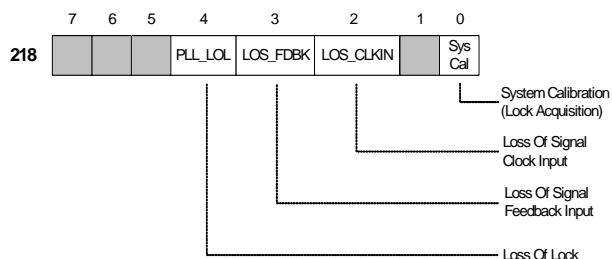 7 6 5 4 3 2 1 0
218 PLL_LOL LOS_FDBK LOS_CLKIN Sys
Cal
System Calibration
(Lock Acquisition)
Loss Of Signal
Clock Input
Loss Of Signal
Feedback Input
Loss Of Lock